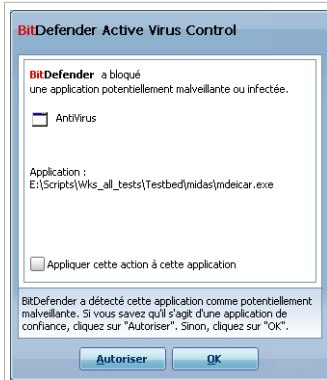 BitDefender Active Virus Control
BitDefender a bloqué
une application potentiellement malveillante ou infectée.
AntiVirus
Application :
E:\Scripts\Wks_all_tests\Testbed\midas\mdeicar.exe
Appliquer cette action à cette application
BitDefender a détecté cette application comme potentiellement
malveillante. Si vous savez qu'il s'agit d'une application de
confiance, cliquez sur "Autoriser". Sinon, cliquez sur "OK".
Autoriser
OK